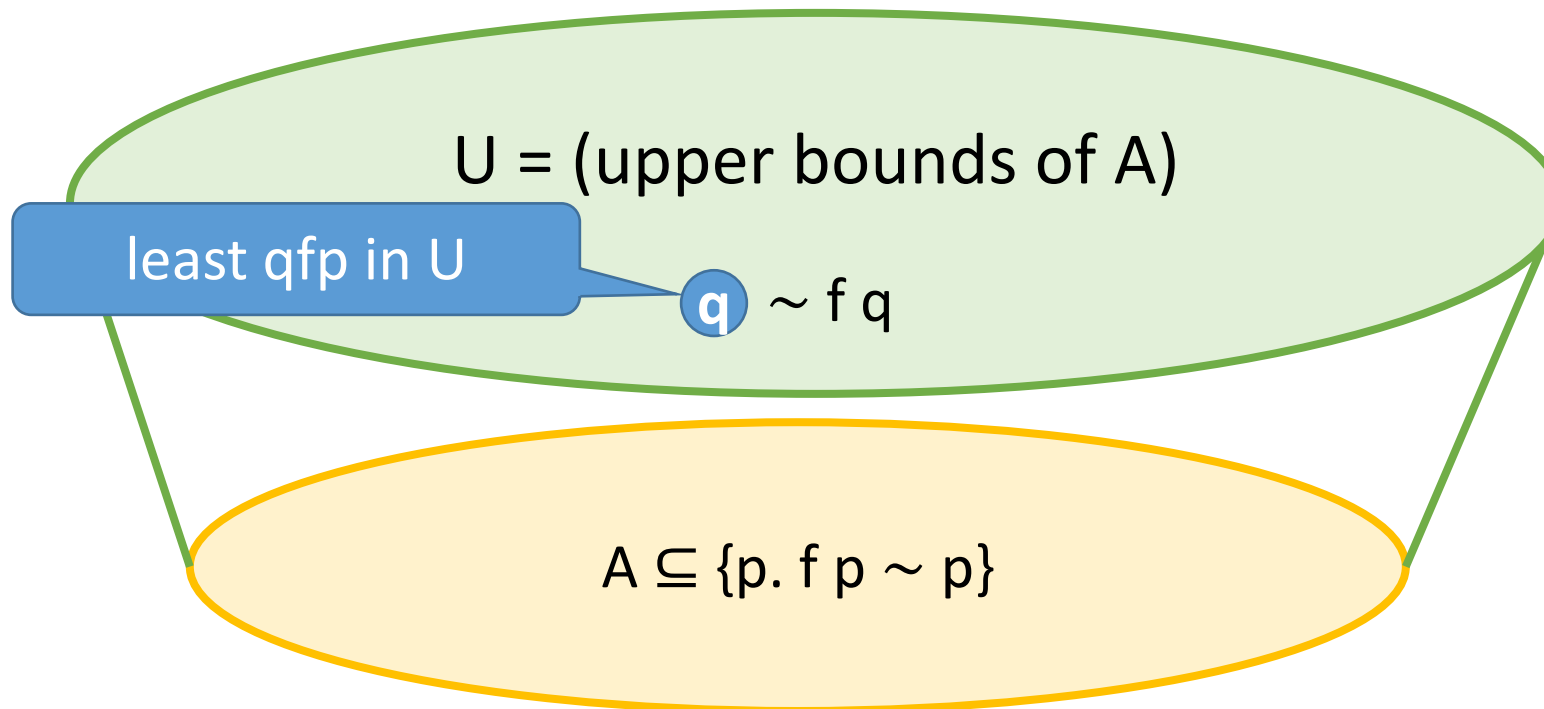 U = (upper bounds of A)
least qfp in U
q ~ f q
A ⊆ {p. f p ~ p}